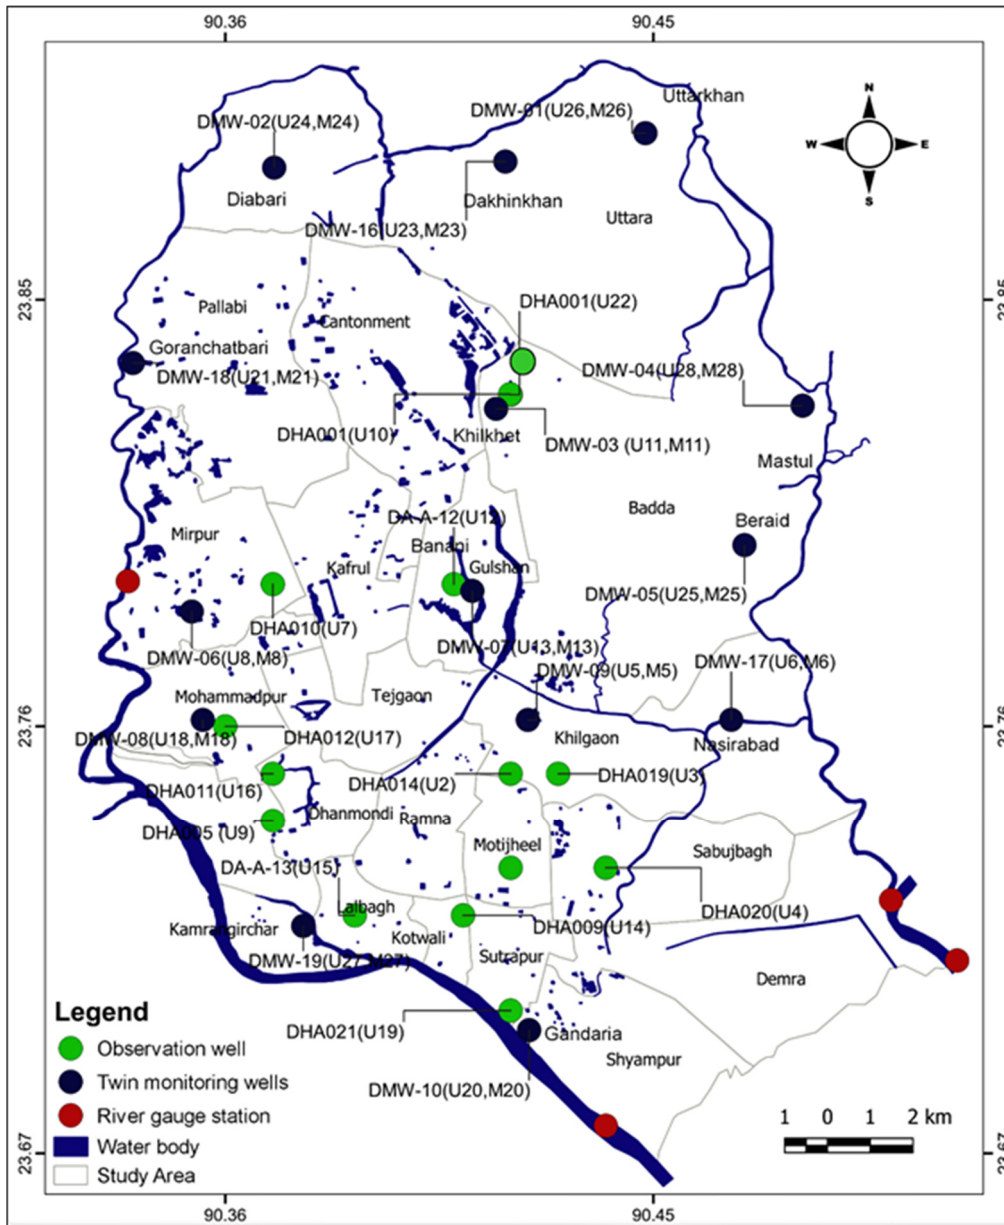 90.36
90.45
N
W
E
S
Uttarkhan
DMW-01(U26,M26)
DMW-02(U24,M24)
Diabari
Dakhinkhan
Uttara
DMW-16(U23,M23)
23.85
23.85
DHA001(U22)
Pallabi
Cantonment
Goranchatbari
DMW-18(U21,M21)
DMW-04(U28,M28)
DHA001(U10)
Khilkhet
DMW-03 (U11,M11)
Mastul
Badda
Beraid
DA-A-12(U12)
Mirpur
Banani
Kafrul
Gulshan
DMW-05(U25,M25)
DHA010(U7)
DMW-07(U13,M13)
DMW-06(U8,M8)
DMW-09(U5,M5)
DMW-17(U6,M6)
Mohammadpur
Tejgaon
23.76
23.76
DMW-08(U18,M18)
DHA012(U17)
Khilgaon
Nasirabad
DHA011(U16)
DHA014(U2)
DHA019(U3)
Dhanmondi
Ramna
DHA005 (U9)
Motijheel
Sabujbagh
DA-A-13(U15)
Lalbagh
DHA020(U4)
Kamrangirchar
Kotwali
DHA009(U14)
DMW-19(U27,M27)
Sutrapur
Demra
Legend
Observation well
Twin monitoring wells
River gauge station
Water body
Study Area
DHA021(U19)
Gandaria
Shyampur
DMW-10(U20,M20)
1 0 1 2 km
23.67
23.67
90.36
90.45